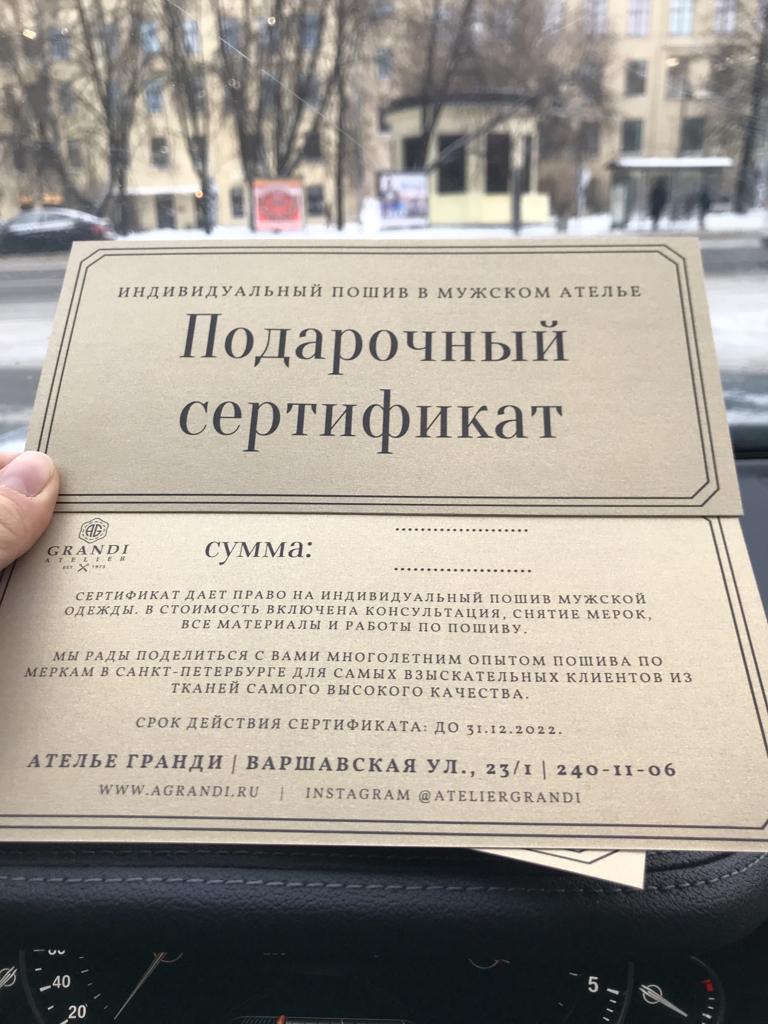 ИНДИВИДУАЛЬНЫЙ ПОШИВ В МУЖСКОМ АТЕЛЬЕ
Подарочный
сертификат
AG
GRANDI
ATELIER
EST 1972
сумма:
СЕРТИФИКАТ ДАЕТ ПРАВО НА ИНДИВИДУАЛЬНЫЙ ПОШИВ МУЖСКОЙ
ОДЕЖДЫ. В СТОИМОСТЬ ВКЛЮЧЕНА КОНСУЛЬТАЦИЯ, СНЯТИЕ МЕРОК,
ВСЕ МАТЕРИАЛЫ И РАБОТЫ ПО ПОШИВУ.
МЫ РАДЫ ПОДЕЛИТЬСЯ С ВАМИ МНОГОЛЕТНИМ ОПЫТОМ ПОШИВА ПО
МЕРКАМ В САНКТ-ПЕТЕРБУРГЕ ДЛЯ САМЫХ ВЗЫСКАТЕЛЬНЫХ КЛИЕНТОВ ИЗ
ТКАНЕЙ САМОГО ВЫСОКОГО КАЧЕСТВА.
СРОК ДЕЙСТВИЯ СЕРТИФИКАТА: ДО 31.12.2022.
АТЕЛЬЕ ГРАНДИ | ВАРШАВСКАЯ УЛ., 23/1 | 240-11-06
WWW.AGRANDI.RU | INSTAGRAM @ATELIERGRANDI
40
20
5